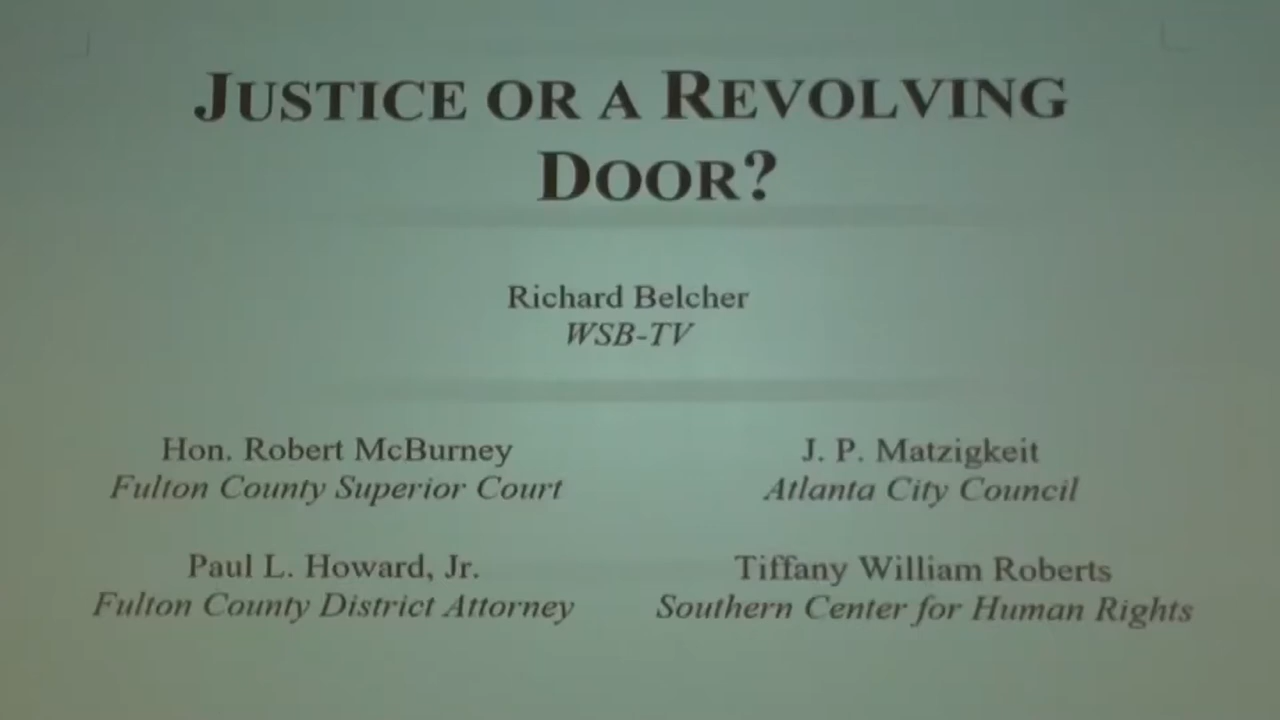 JUSTICE OR A REVOLVING
DOOR?
Richard Belcher
WSB-TV
Hon. Robert McBurney
Fulton County Superior Court
J. P. Matzigkeit
Atlanta City Council
Paul L. Howard, Jr.
Fulton County District Attorney
Tiffany William Roberts
Southern Center for Human Rights